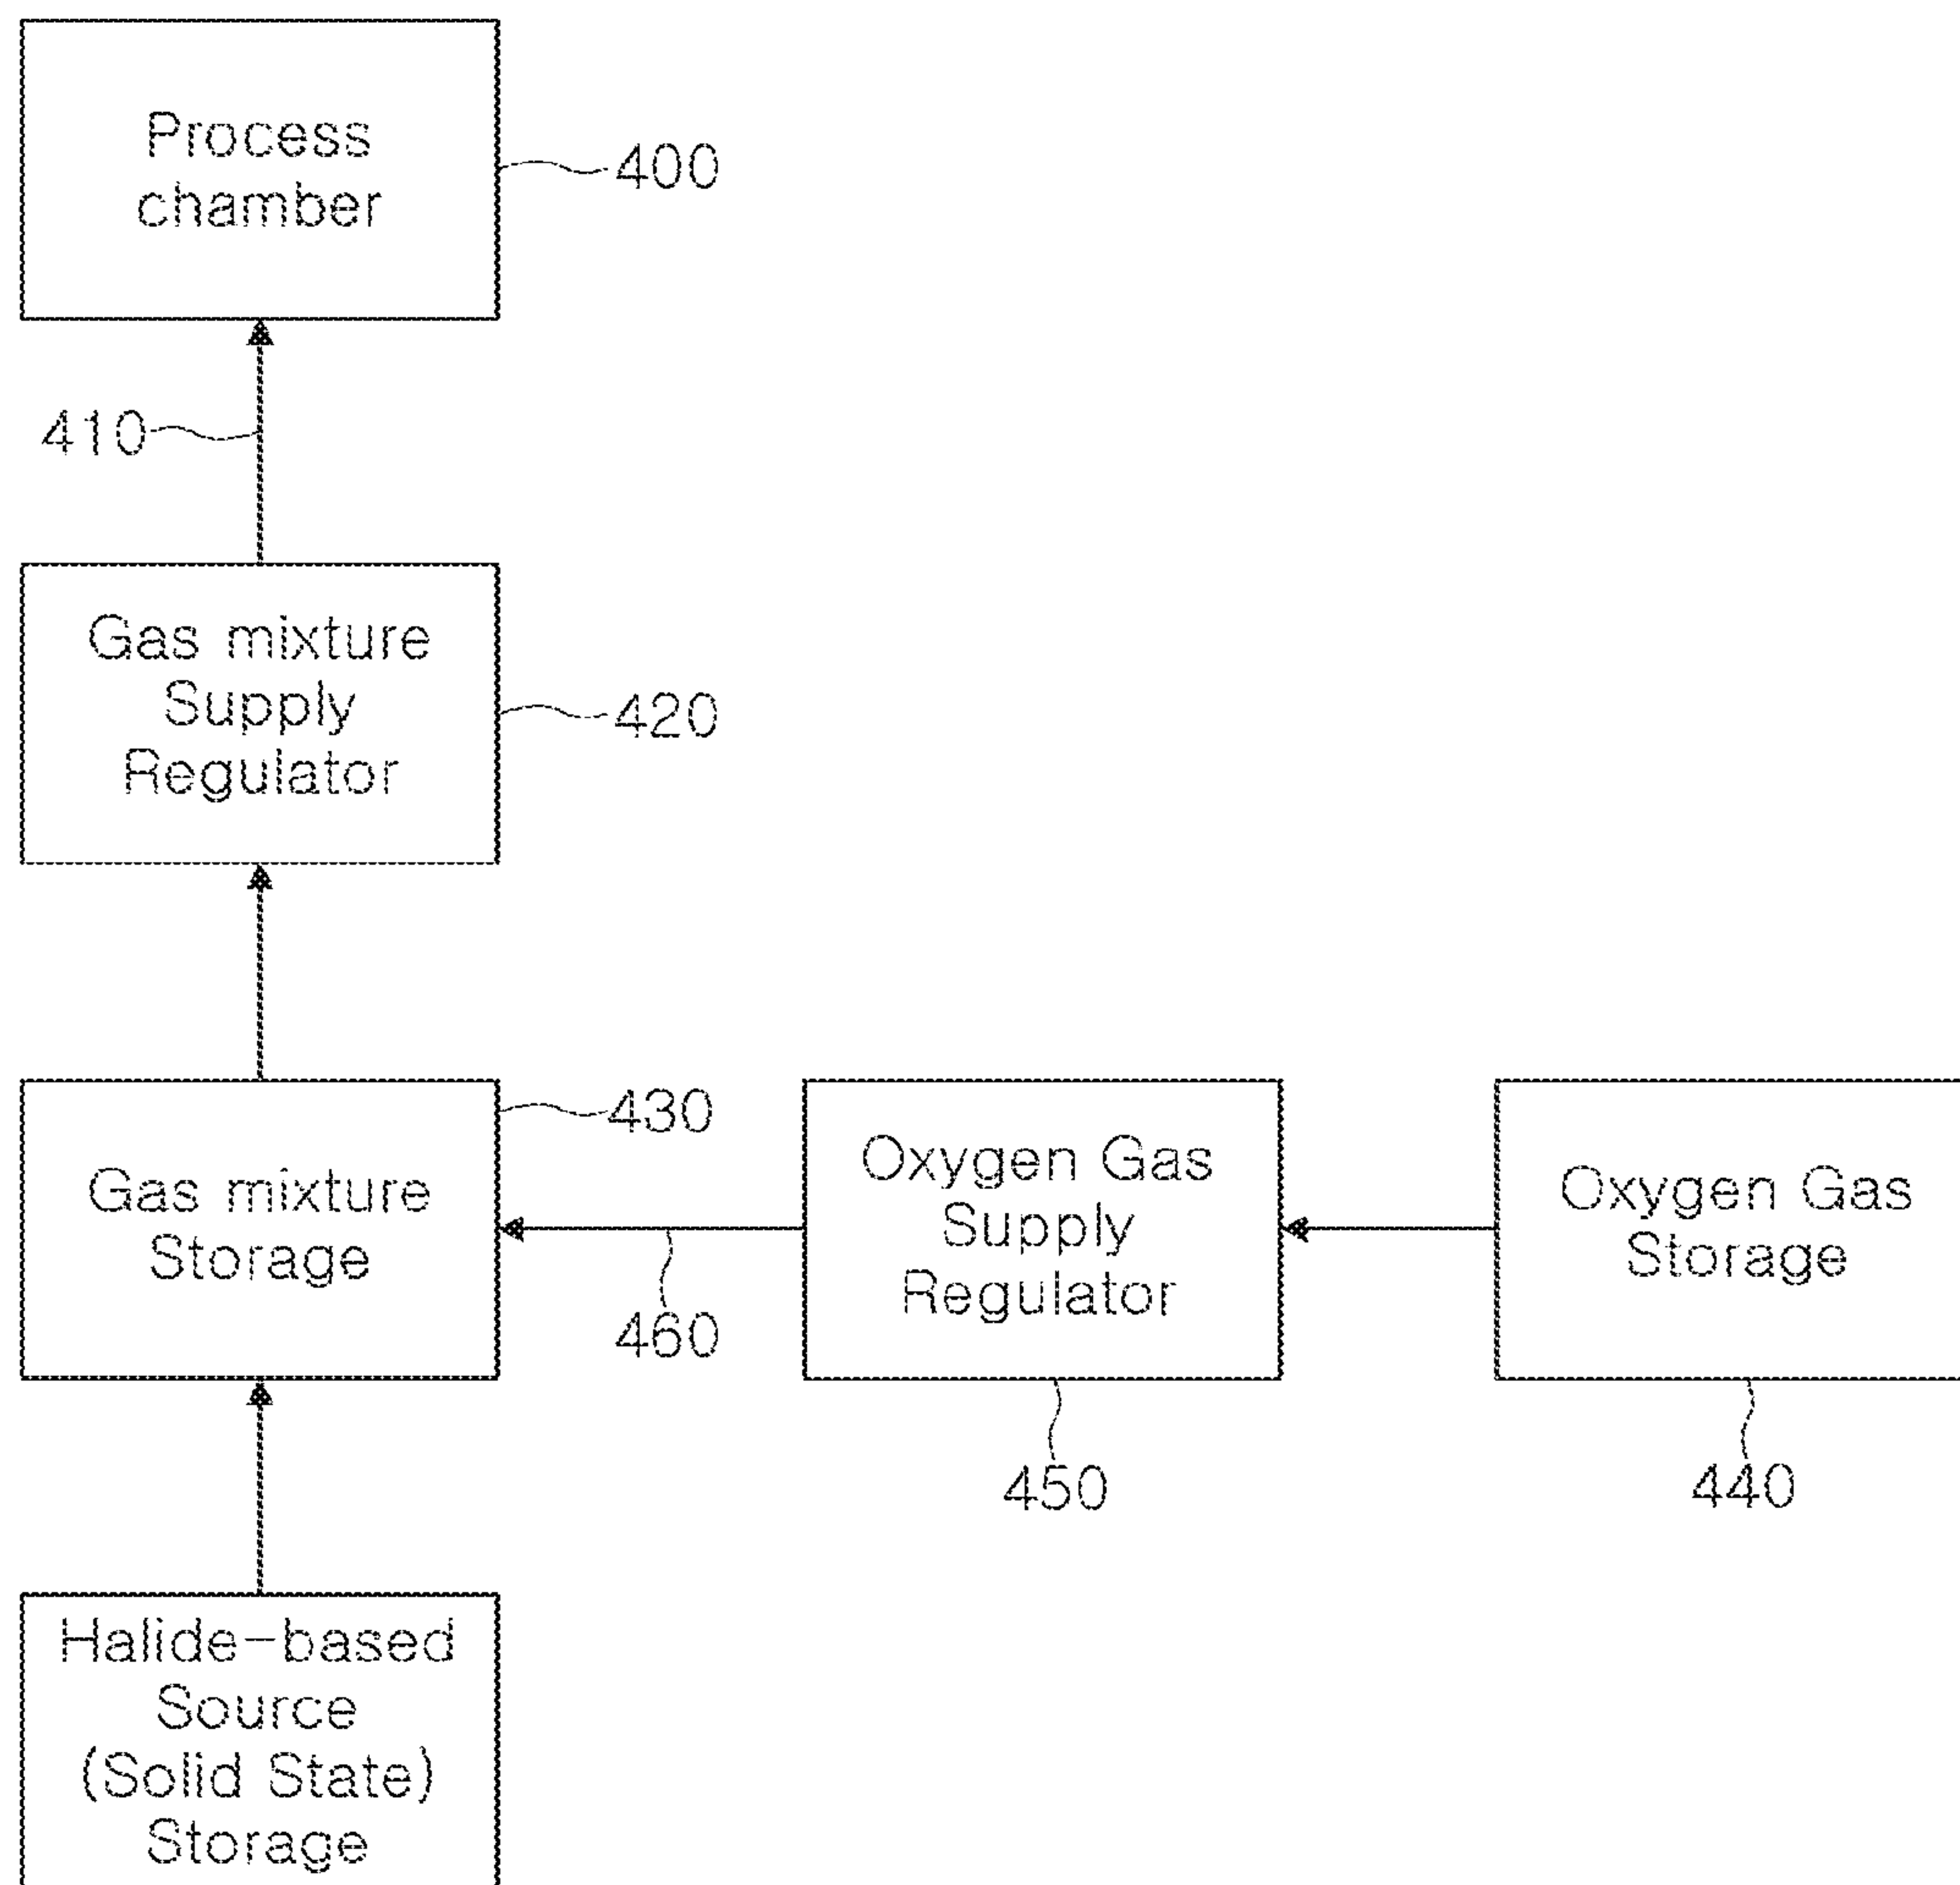 Process
chamber
400
410
Gas mixture
Supply
Regulator
420
430
Gas mixture
Storage
460
Oxygen Gas
Supply
Regulator
450
Oxygen Gas
Storage
440
Halide-based
Source
(Solid State)
Storage